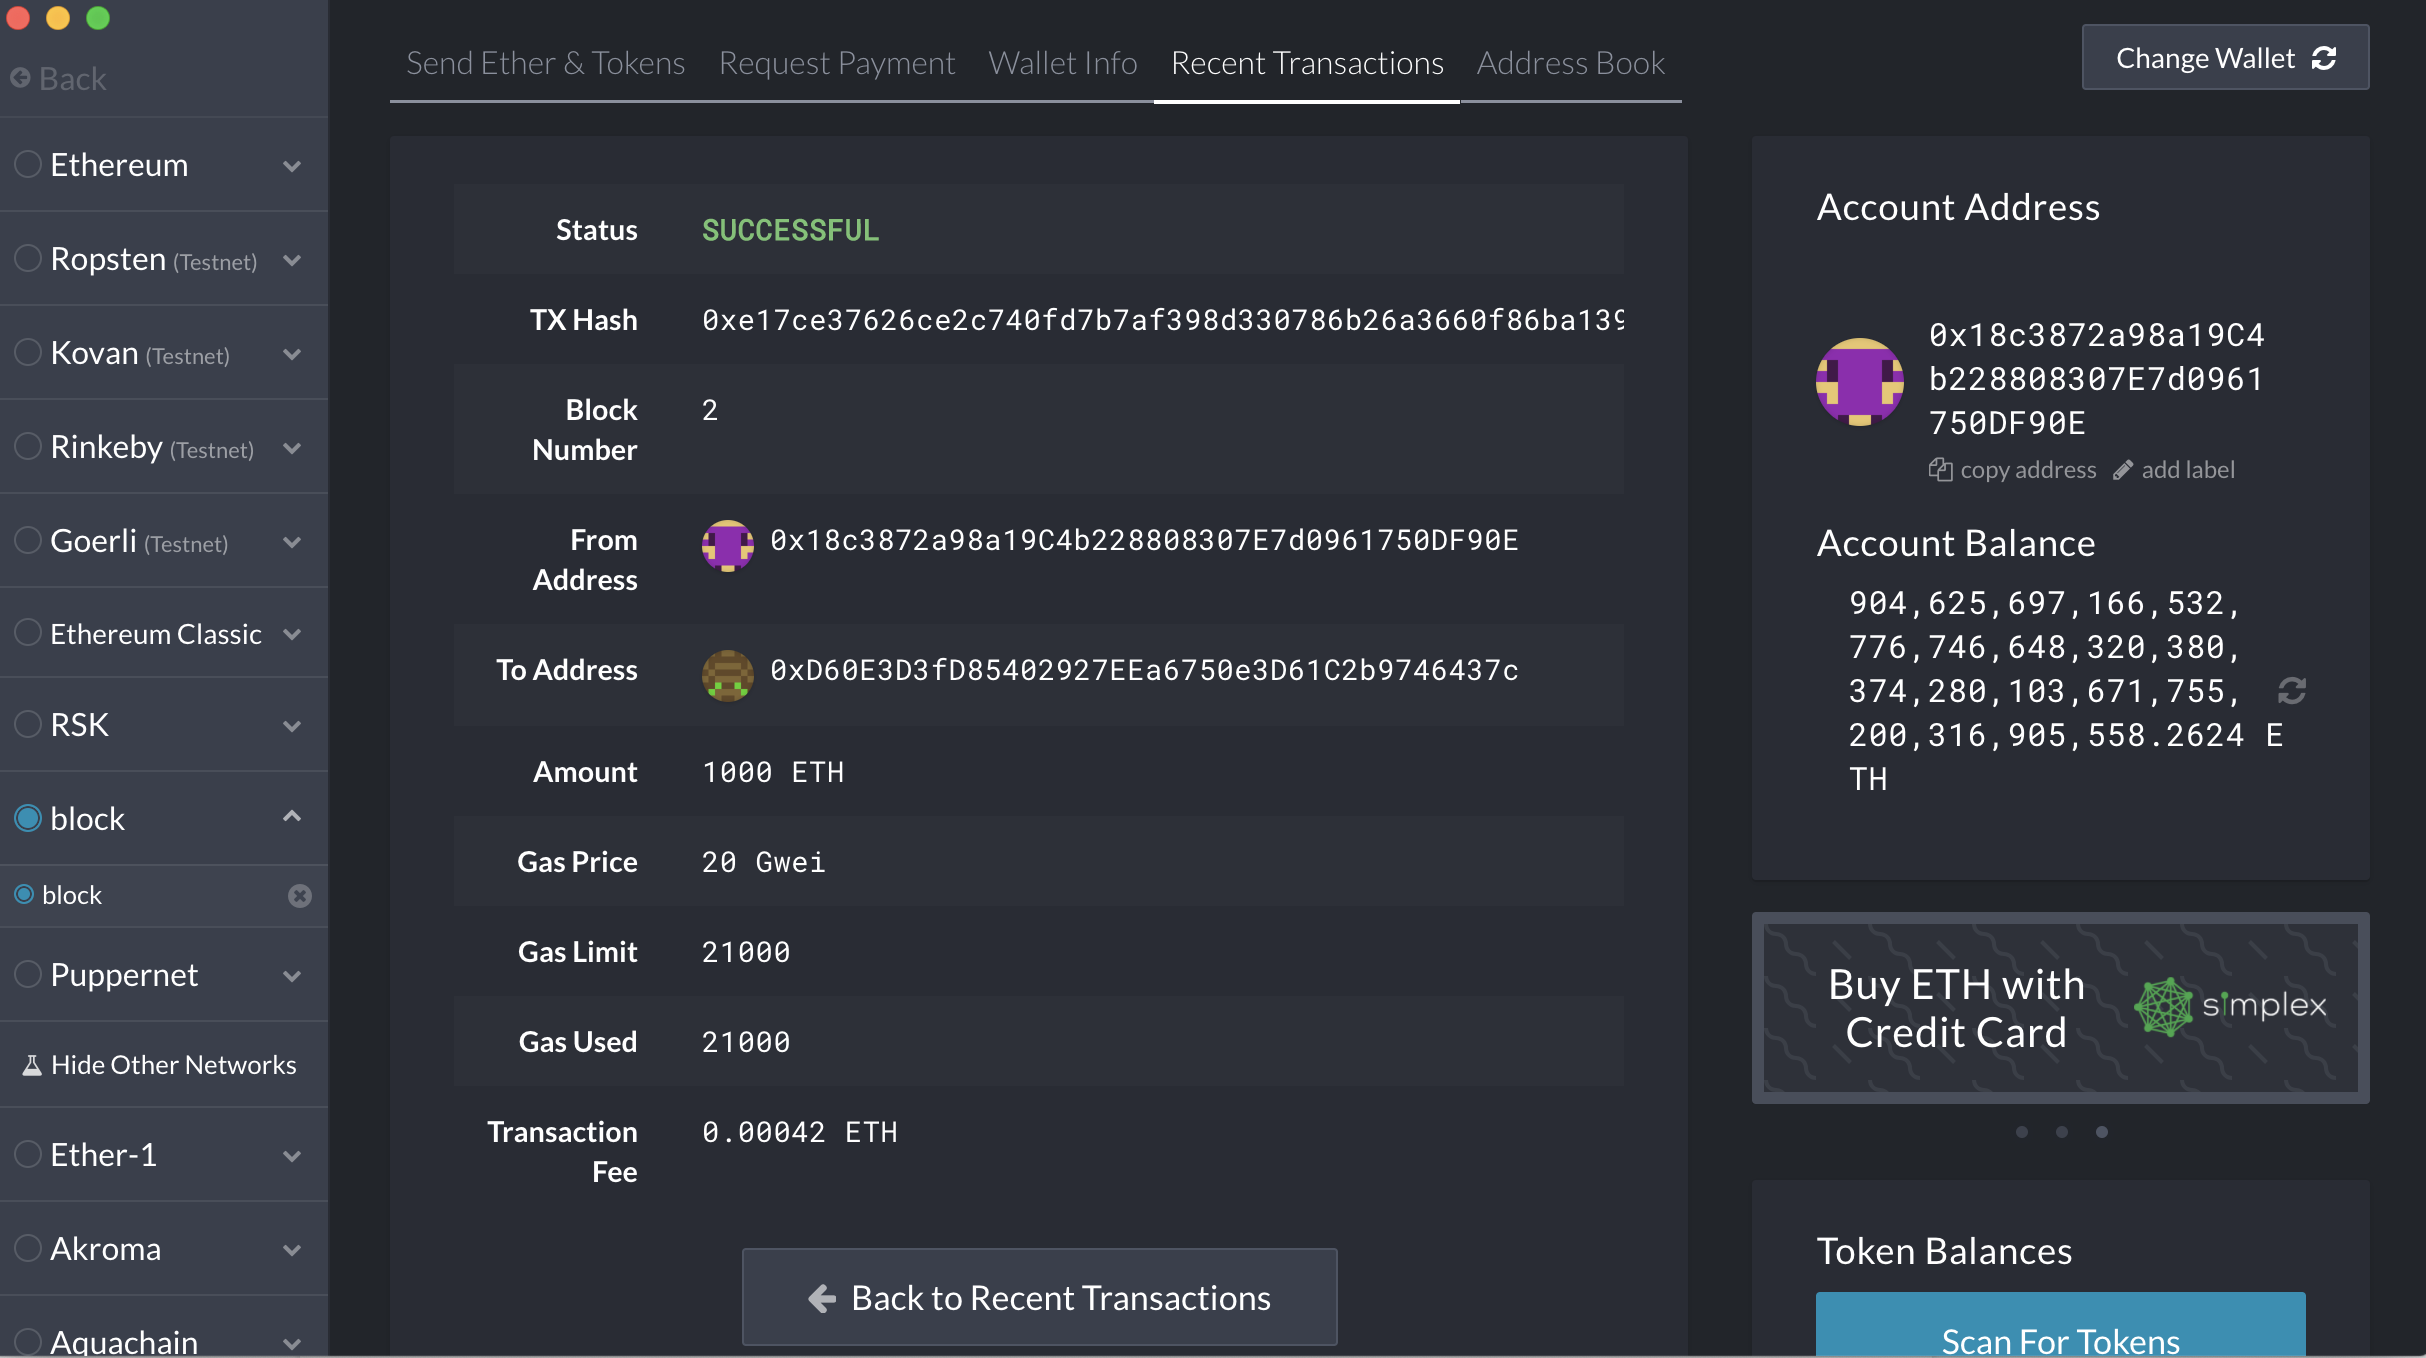 Back
Ethereum
Ropsten (Testnet)
Kovan (Testnet)
Rinkeby (Testnet)
Goerli (Testnet)
Ethereum Classic
RSK
block
block
Puppernet
Hide Other Networks
Ether-1
Akroma
Aquachain
Send Ether & Tokens Request Payment Wallet Info Recent Transactions Address Book
Change Wallet
Status SUCCESSFUL
TX Hash 0xe17ce37626ce2c740fd7b7af398d330786b26a3660f86ba139
Block 2
Number
From 0x18c3872a98a19C4b228808307E7d0961750DF90E
Address
To Address 0xD60E3D3fD85402927EEa6750e3D61C2b9746437c
Amount 1000 ETH
Gas Price 20 Gwei
Gas Limit 21000
Gas Used 21000
Transaction 0.00042 ETH
Fee
Back to Recent Transactions
Account Address
0x18c3872a98a19C4
b228808307E7d0961
750DF90E
copy address add label
Account Balance
904,625,697,166,532,
776,746,648,320,380,
374,280,103,671,755,
200,316,905,558.2624 E
TH
Buy ETH with
Credit Card
simplex
Token Balances
Scan For Tokens